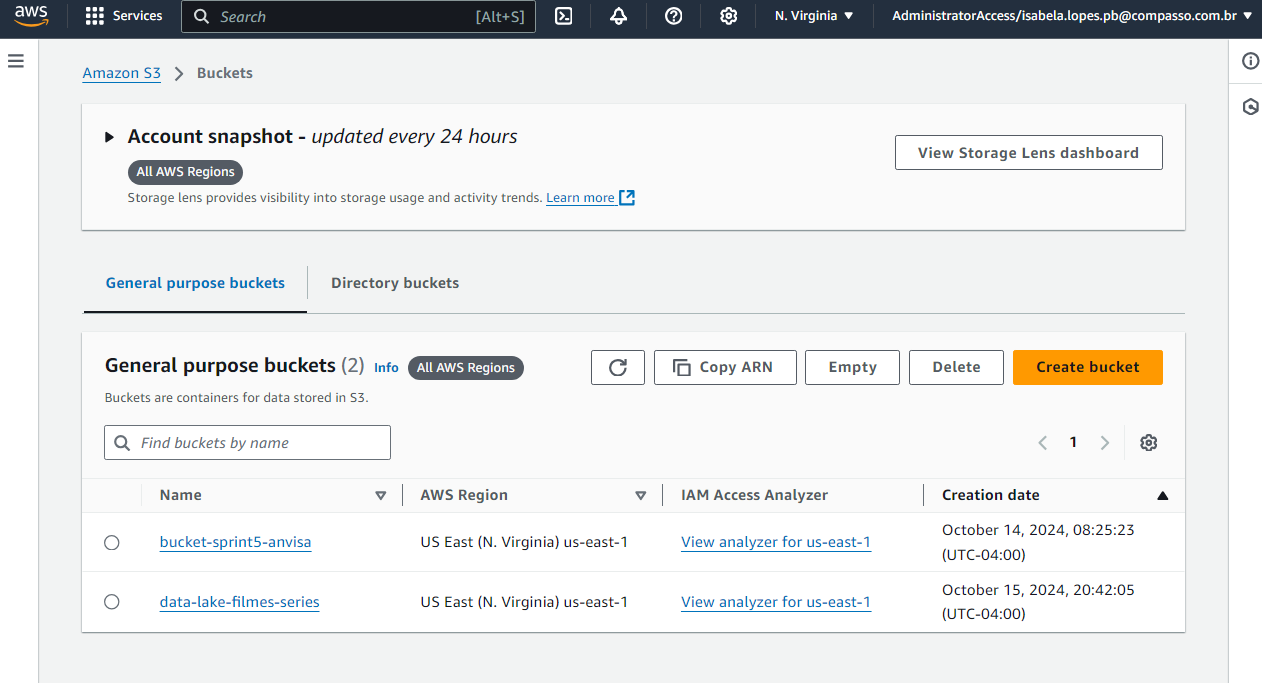 aws Services Search [Alt+S] N. Virginia AdministratorAccess/isabela.lopes.pb@compasso.com.br
Amazon S3 Buckets
Account snapshot - updated every 24 hours
View Storage Lens dashboard
All AWS Regions
Storage lens provides visibility into storage usage and activity trends. Learn more
General purpose buckets Directory buckets
General purpose buckets (2) Info All AWS Regions Copy ARN Empty Delete Create bucket
Buckets are containers for data stored in S3.
Find buckets by name 1
Name AWS Region IAM Access Analyzer Creation date
bucket-sprint5-anvisa US East (N. Virginia) us-east-1 View analyzer for us-east-1 October 14, 2024, 08:25:23
(UTC-04:00)
data-lake-filmes-series US East (N. Virginia) us-east-1 View analyzer for us-east-1 October 15, 2024, 20:42:05
(UTC-04:00)